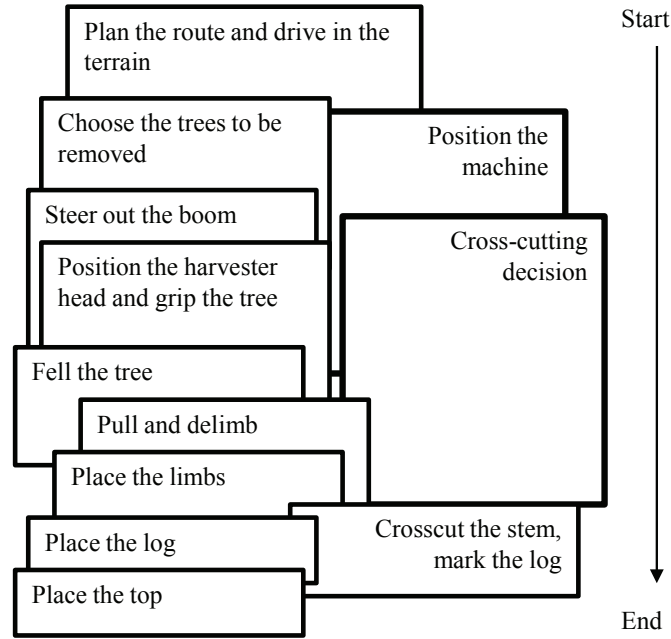 Plan the route and drive in the
terrain
Start
Choose the trees to be
removed
Position the
machine
Steer out the boom
Cross-cutting
decision
Position the harvester
head and grip the tree
Fell the tree
Pull and delimb
Place the limbs
Crosscut the stem,
mark the log
Place the log
Place the top
End